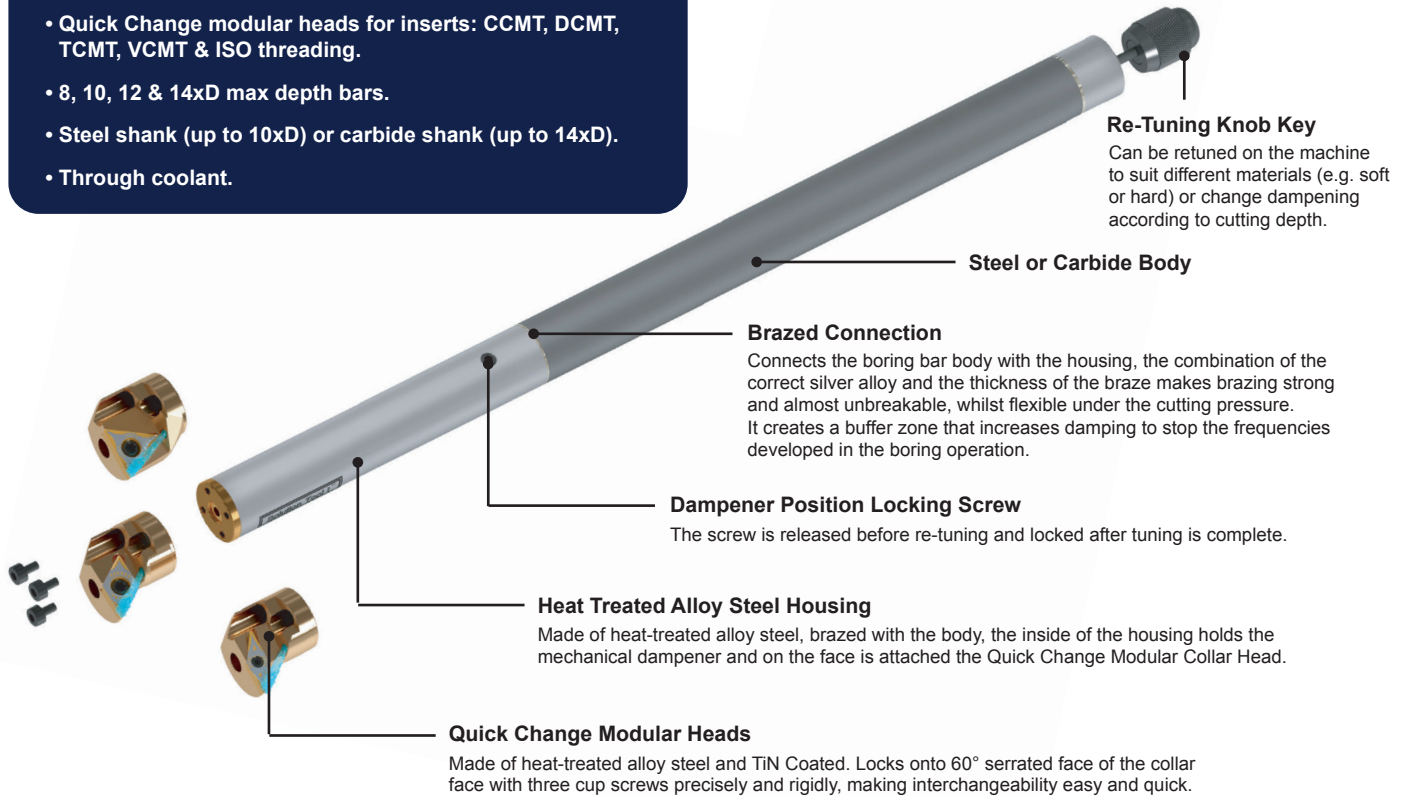 • Quick Change modular heads for inserts: CCMT, DCMT,
TCMT, VCMT & ISO threading.
• 8, 10, 12 & 14xD max depth bars.
• Steel shank (up to 10xD) or carbide shank (up to 14xD).
• Through coolant.
Re-Tuning Knob Key
Can be retuned on the machine
to suit different materials (e.g. soft
or hard) or change dampening
according to cutting depth.
Steel or Carbide Body
Brazed Connection
Connects the boring bar body with the housing, the combination of the
correct silver alloy and the thickness of the braze makes brazing strong
and almost unbreakable, whilst flexible under the cutting pressure.
It creates a buffer zone that increases damping to stop the frequencies
developed in the boring operation.
Dampener Position Locking Screw
The screw is released before re-tuning and locked after tuning is complete.
Heat Treated Alloy Steel Housing
Made of heat-treated alloy steel, brazed with the body, the inside of the housing holds the
mechanical dampener and on the face is attached the Quick Change Modular Collar Head.
Quick Change Modular Heads
Made of heat-treated alloy steel and TiN Coated. Locks onto 60° serrated face of the collar
face with three cup screws precisely and rigidly, making interchangeability easy and quick.